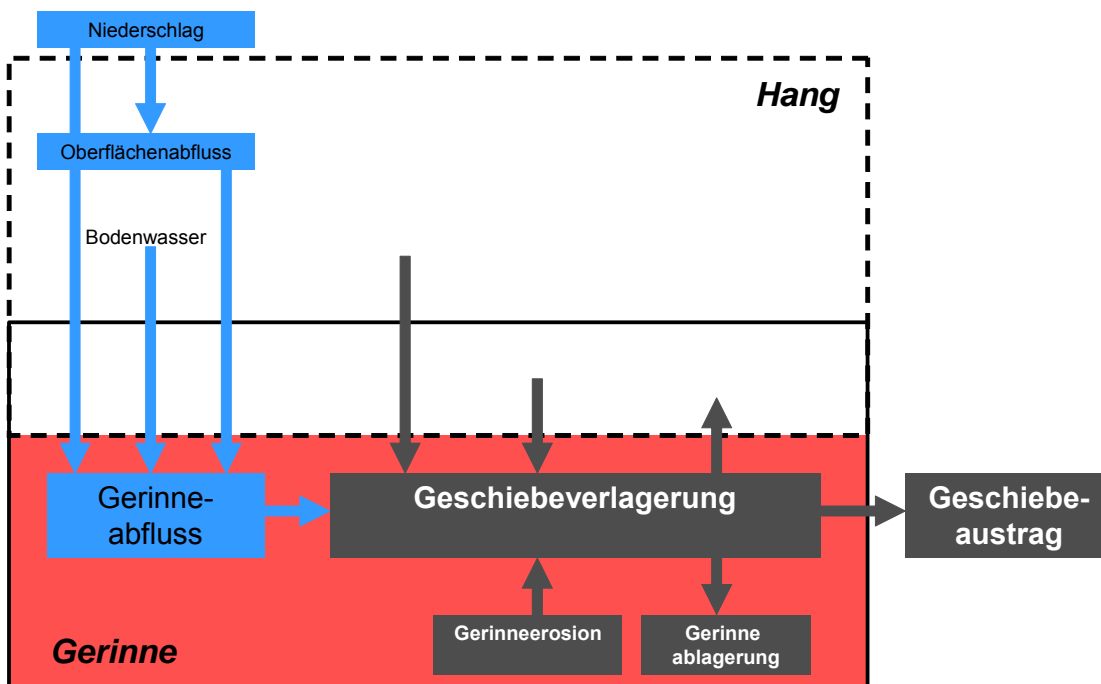 Niederschlag
Hang
Oberflächenabfluss
Bodenwasser
Gerinne-
abfluss
Geschiebeverlagerung
Geschiebe-
austrag
Gerinneerosion
Gerinne
ablagerung
Gerinne